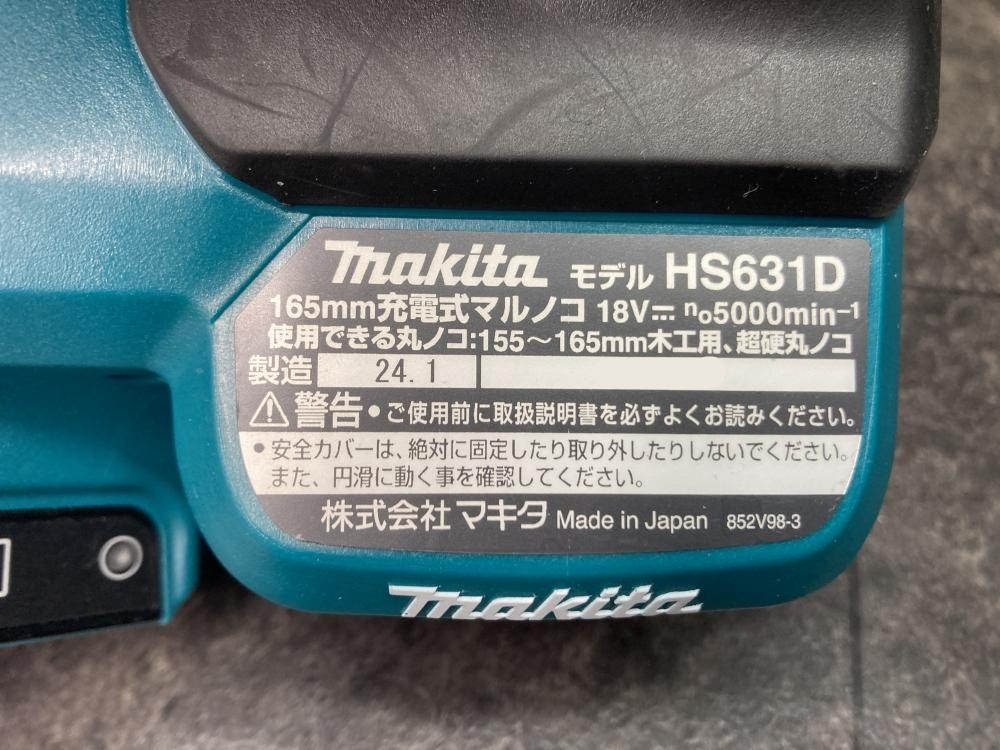 makita モデル HS631D
165mm充電式マルノコ 18V⎓ n₀5000min⁻¹
使用できる丸ノコ:155～165mm木工用、超硬丸ノコ
製造 24.1
⚠警告 •ご使用前に取扱説明書を必ずよくお読みください。
•安全カバーは、絶対に固定したり取り外したりしないでください。
また、円滑に動く事を確認してください。
株式会社 マキタ Made in Japan 852V98-3
makita